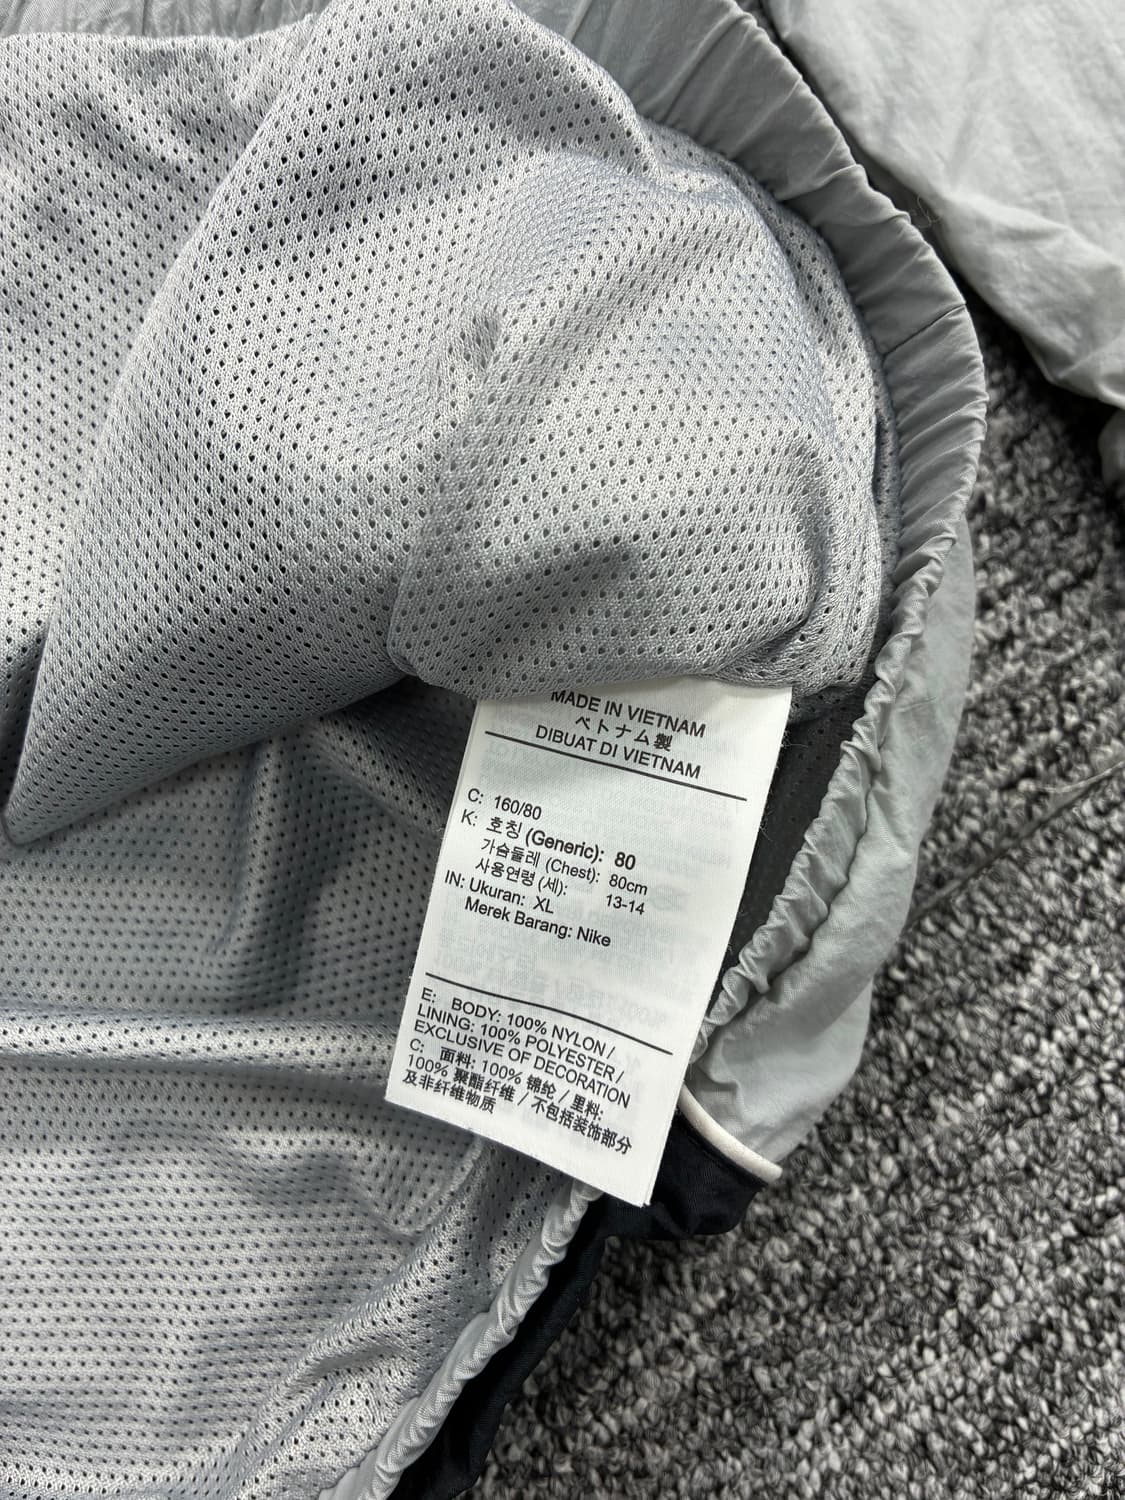 MADE IN VIETNAM
ベトナム製
DIBUAT DI VIETNAM
C: 160/80
K: 호칭 (Generic): 80
가슴둘레 (Chest): 80cm
사용연령 (세): 13-14
IN: Ukuran: XL
Merek Barang: Nike
E: BODY: 100% NYLON /
LINING: 100% POLYESTER /
EXCLUSIVE OF DECORATION
C: 面料: 100% 锦纶 / 里料:
100% 聚酯纤维 / 不包括装饰部分
及非纤维物质